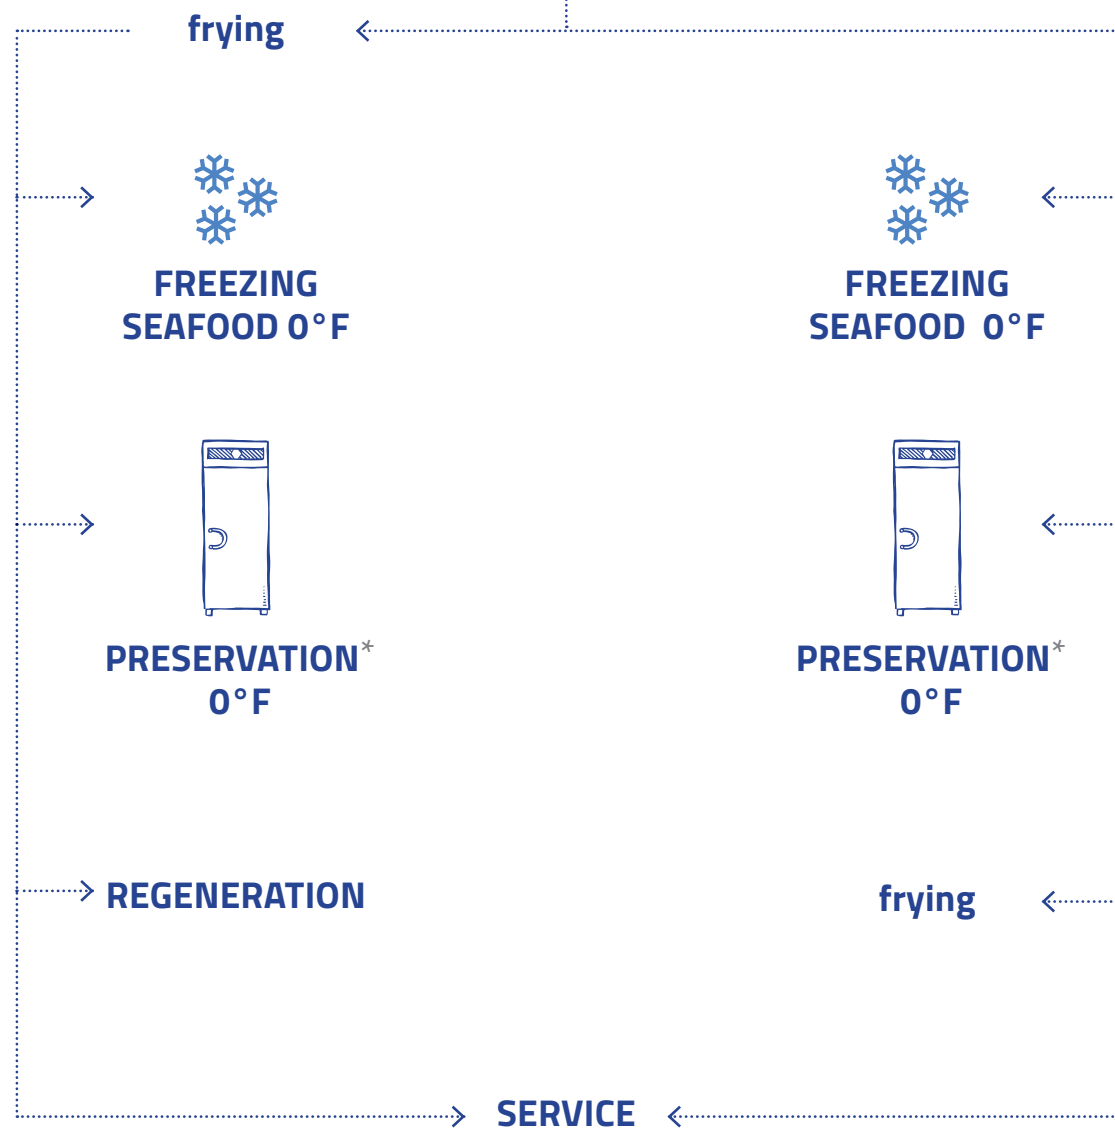 frying
FREEZING
SEAFOOD 0°F
FREEZING
SEAFOOD 0°F
PRESERVATION*
0°F
PRESERVATION*
0°F
REGENERATION
frying
SERVICE